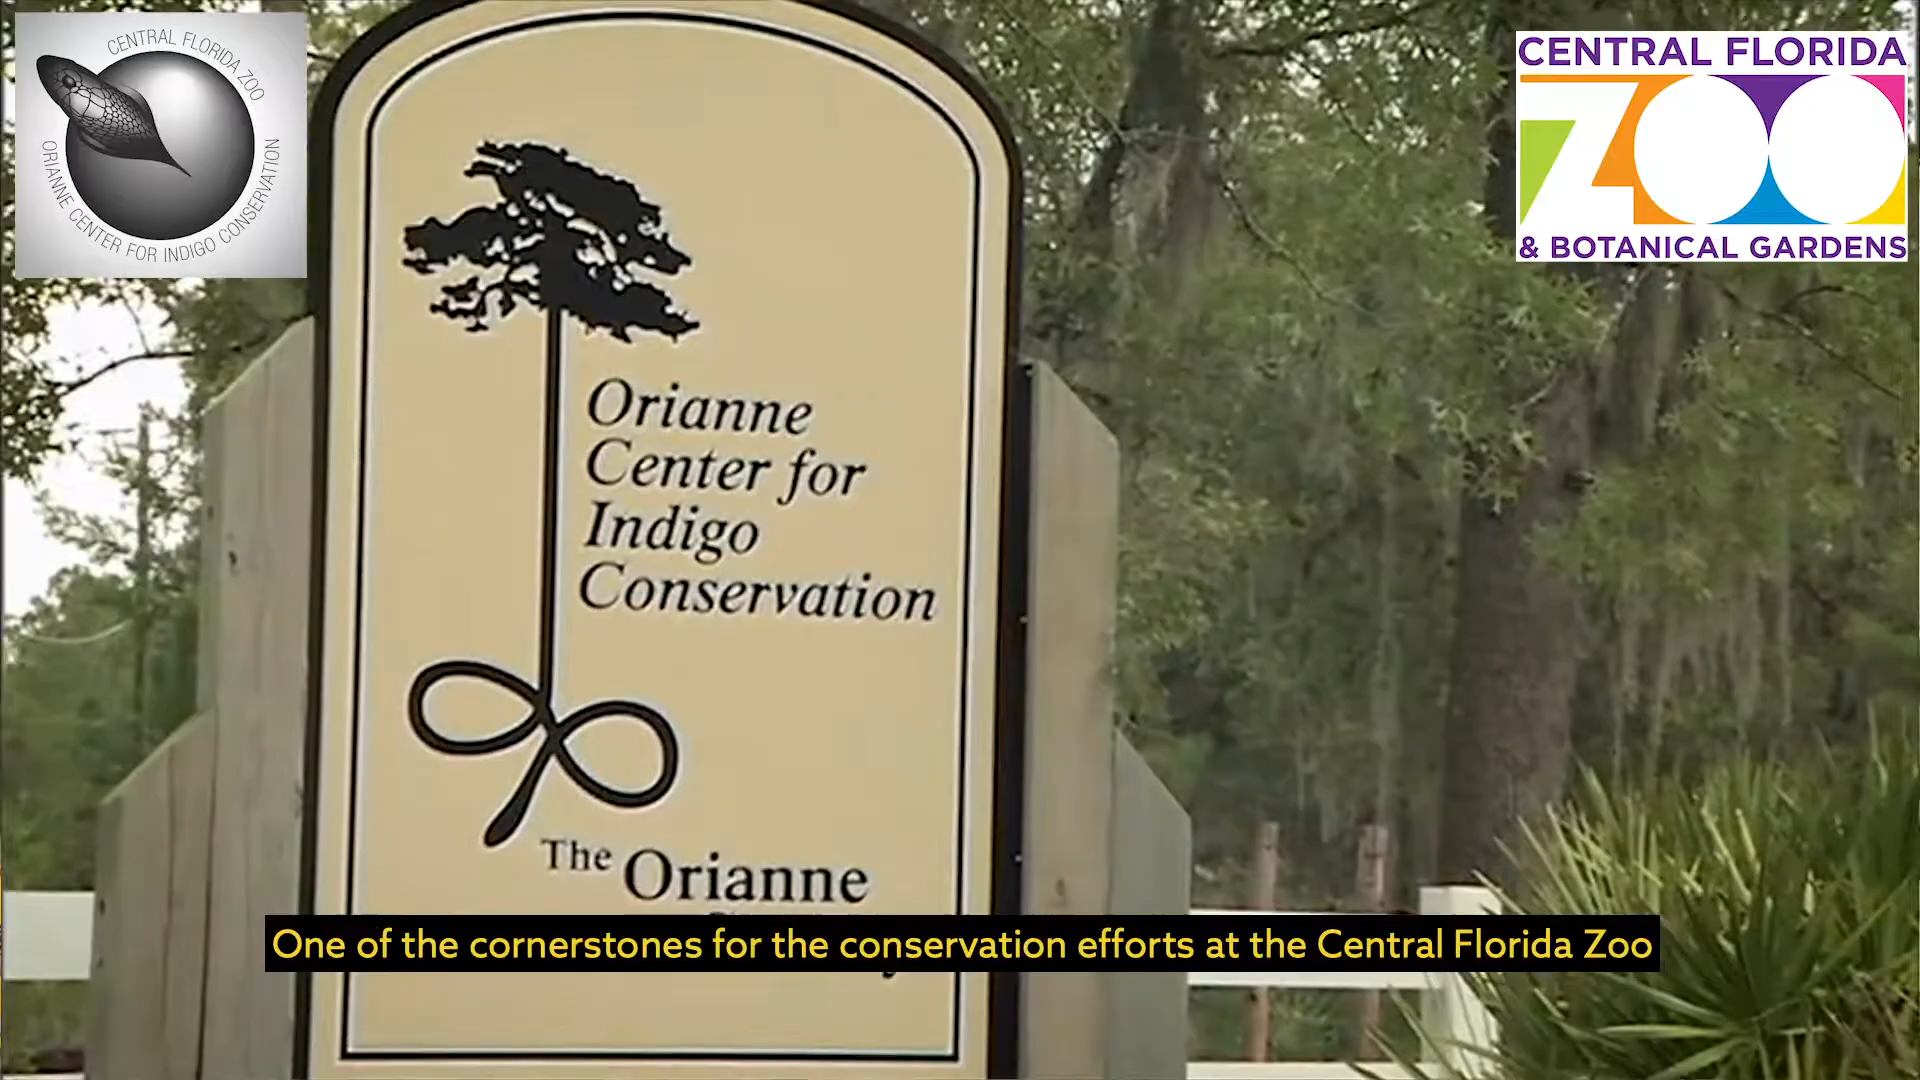 CENTRAL FLORIDA ZOO
ORIANNE CENTER FOR INDIGO CONSERVATION
CENTRAL FLORIDA
ZOO
& BOTANICAL GARDENS
Orianne
Center for
Indigo
Conservation
The Orianne
One of the cornerstones for the conservation efforts at the Central Florida Zoo